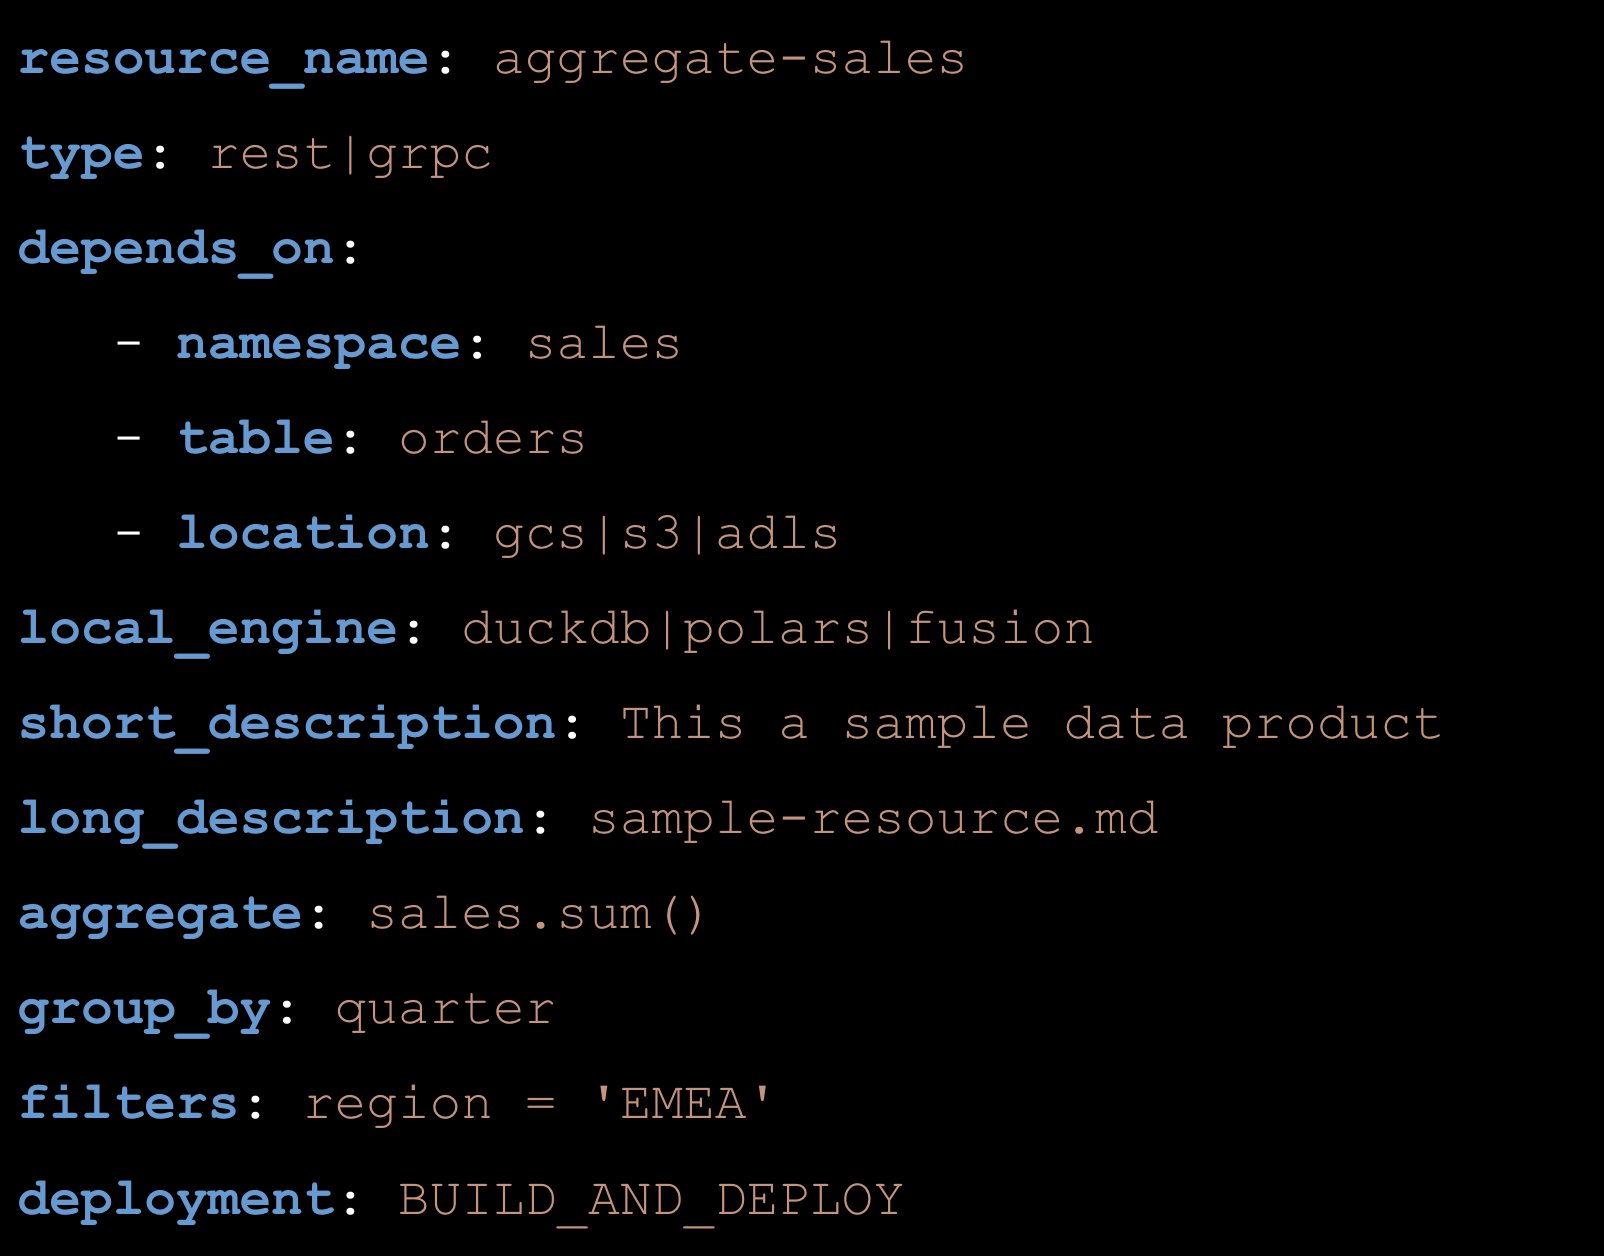 resource_name: aggregate-sales
type: rest|grpc
depends_on:
   - namespace: sales
   - table: orders
   - location: gcs|s3|adls
local_engine: duckdb|polars|fusion
short_description: This a sample data product
long_description: sample-resource.md
aggregate: sales.sum()
group_by: quarter
filters: region = 'EMEA'
deployment: BUILD_AND_DEPLOY